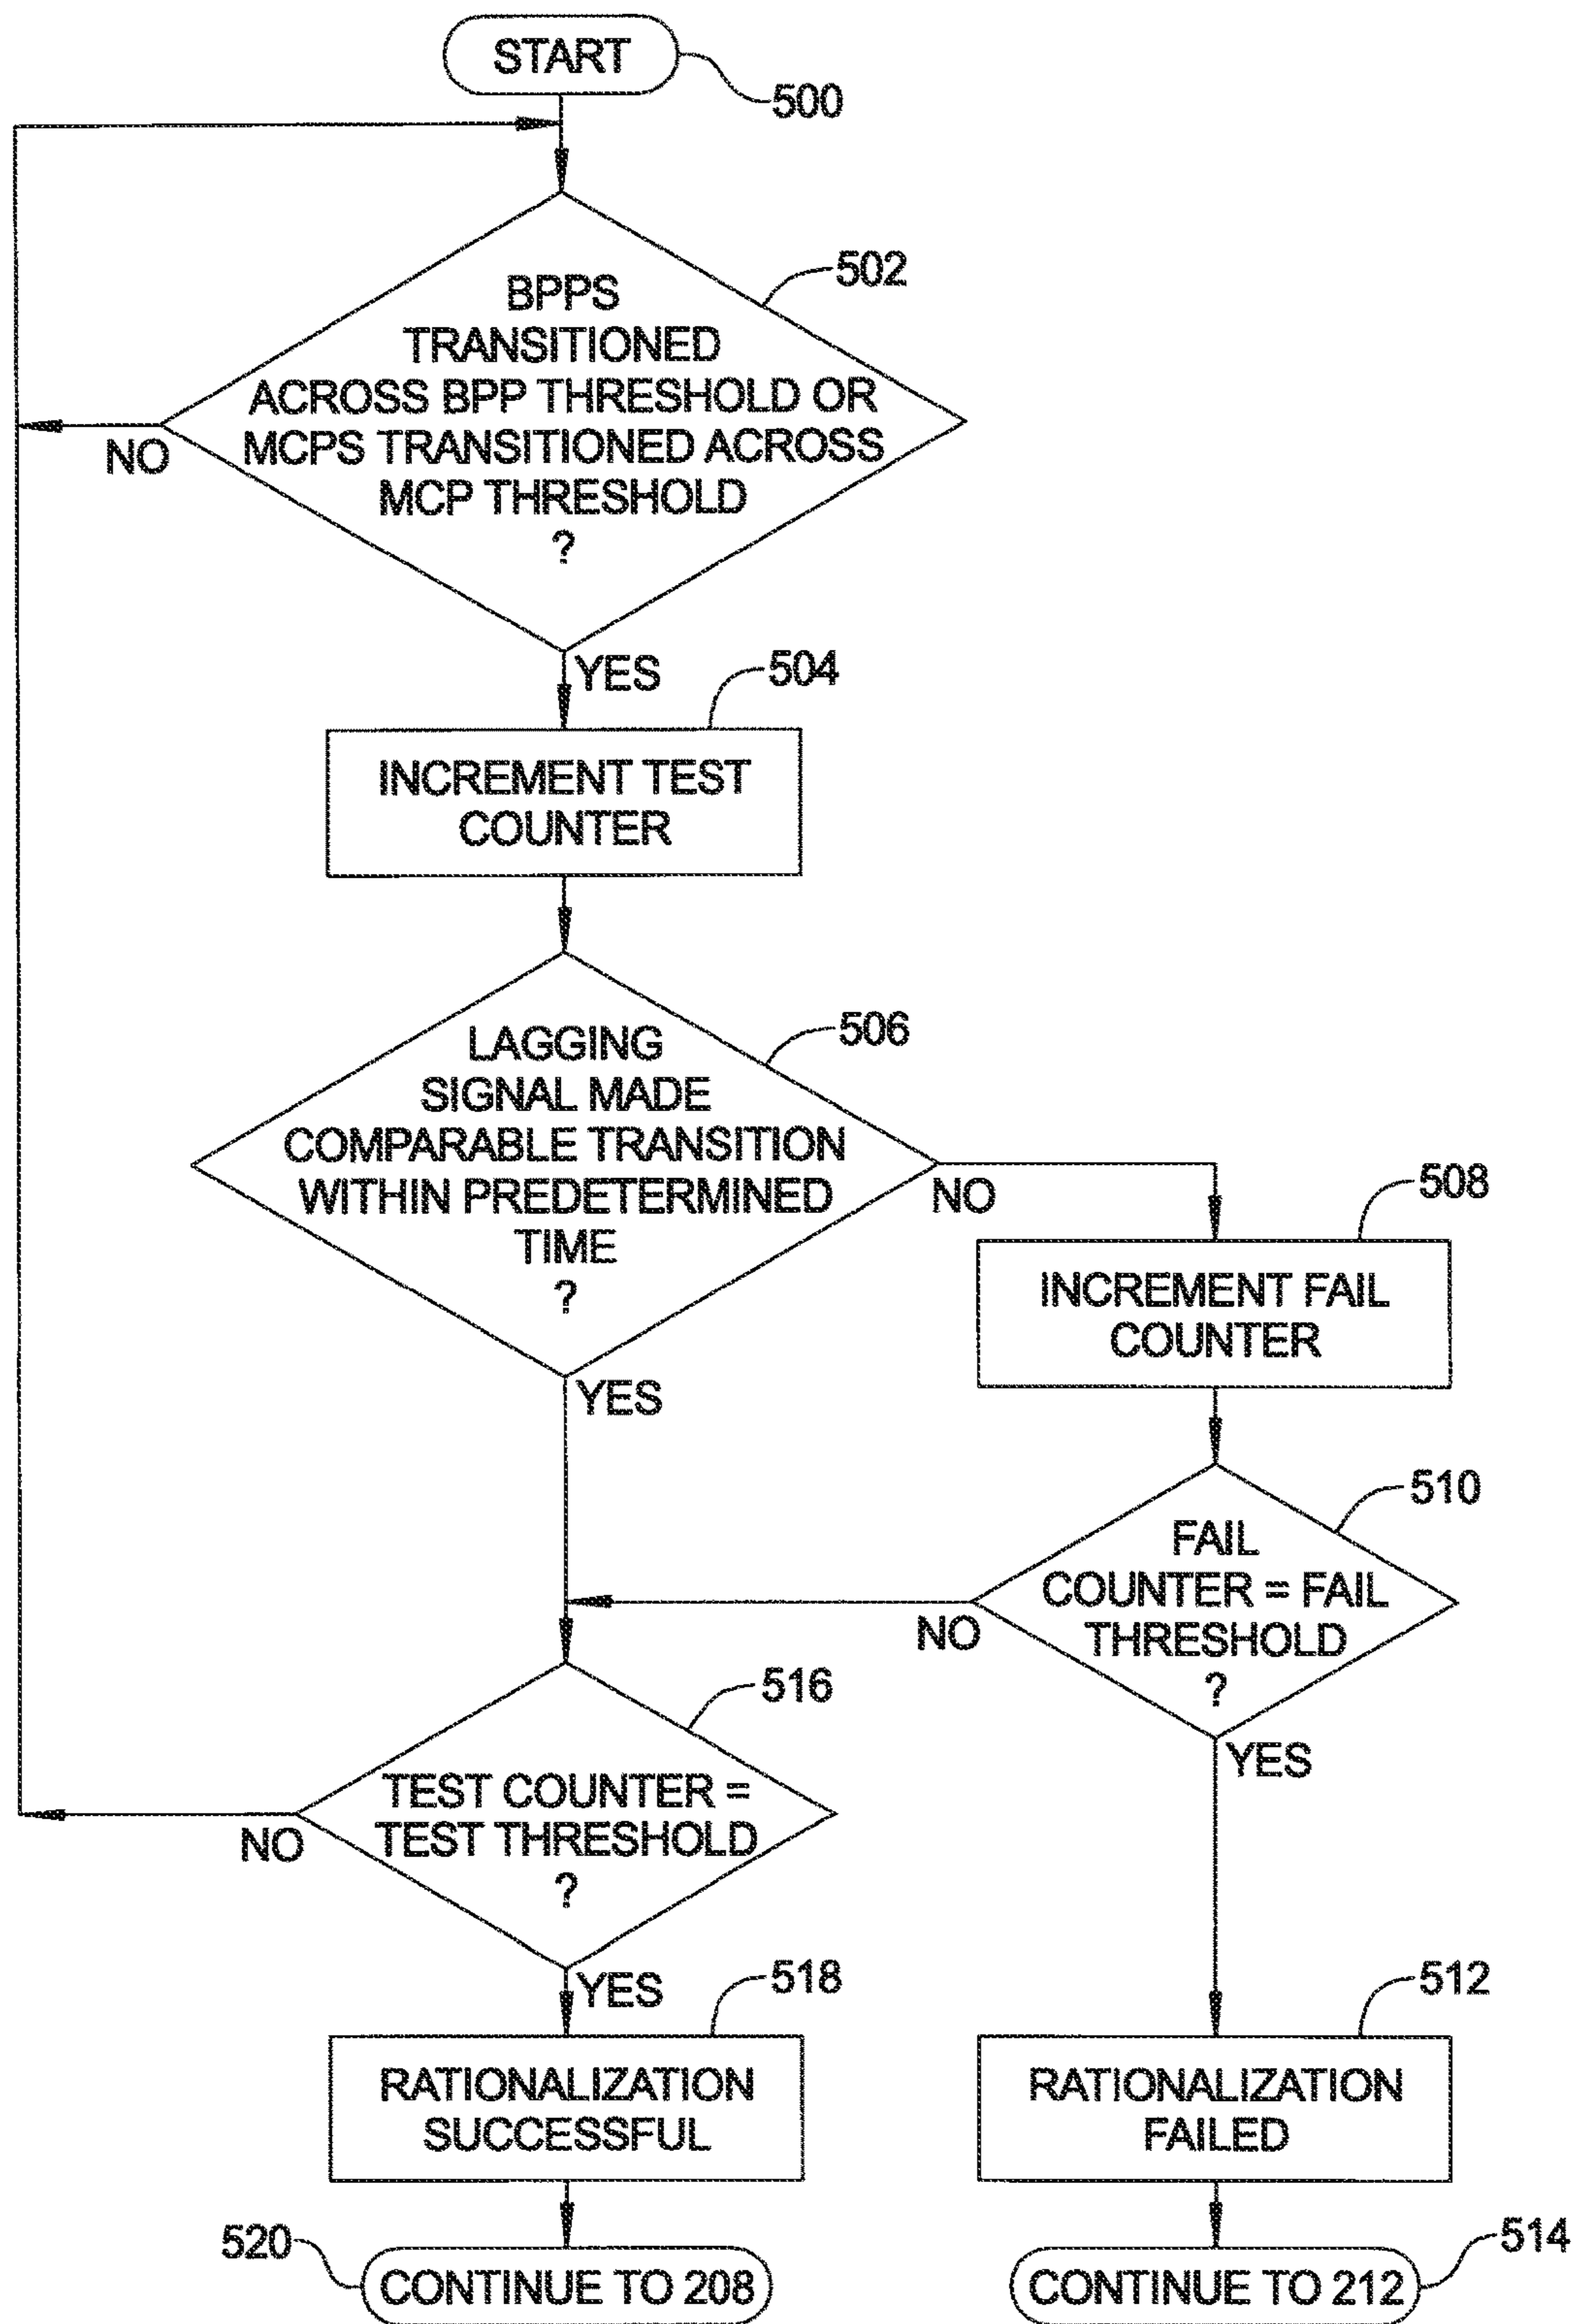 START
500
BPPS
TRANSITIONED
ACROSS BPP THRESHOLD OR
MCPS TRANSITIONED ACROSS
MCP THRESHOLD
?
502
NO
YES
504
INCREMENT TEST
COUNTER
LAGGING
SIGNAL MADE
COMPARABLE TRANSITION
WITHIN PREDETERMINED
TIME
?
506
NO
508
INCREMENT FAIL
COUNTER
YES
510
FAIL
COUNTER = FAIL
THRESHOLD
?
NO
YES
516
TEST COUNTER =
TEST THRESHOLD
?
NO
YES
518
RATIONALIZATION
SUCCESSFUL
512
RATIONALIZATION
FAILED
520
CONTINUE TO 208
CONTINUE TO 212
514